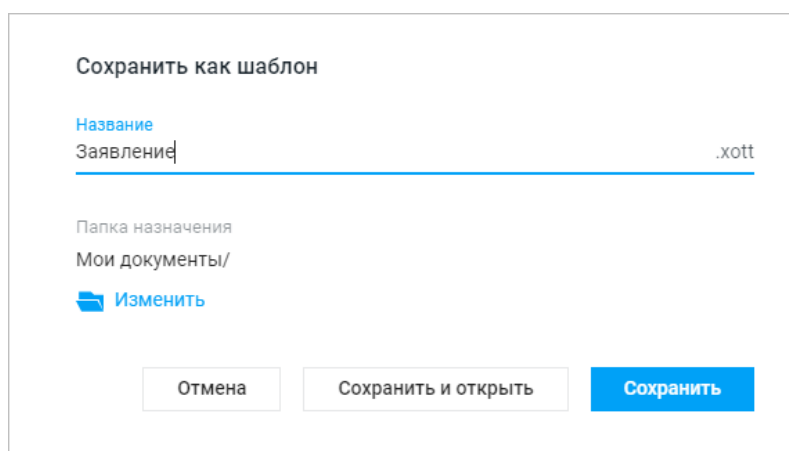 Сохранить как шаблон
Название
Заявление .xott
Папка назначения
Мои документы/
Изменить
Отмена Сохранить и открыть Сохранить